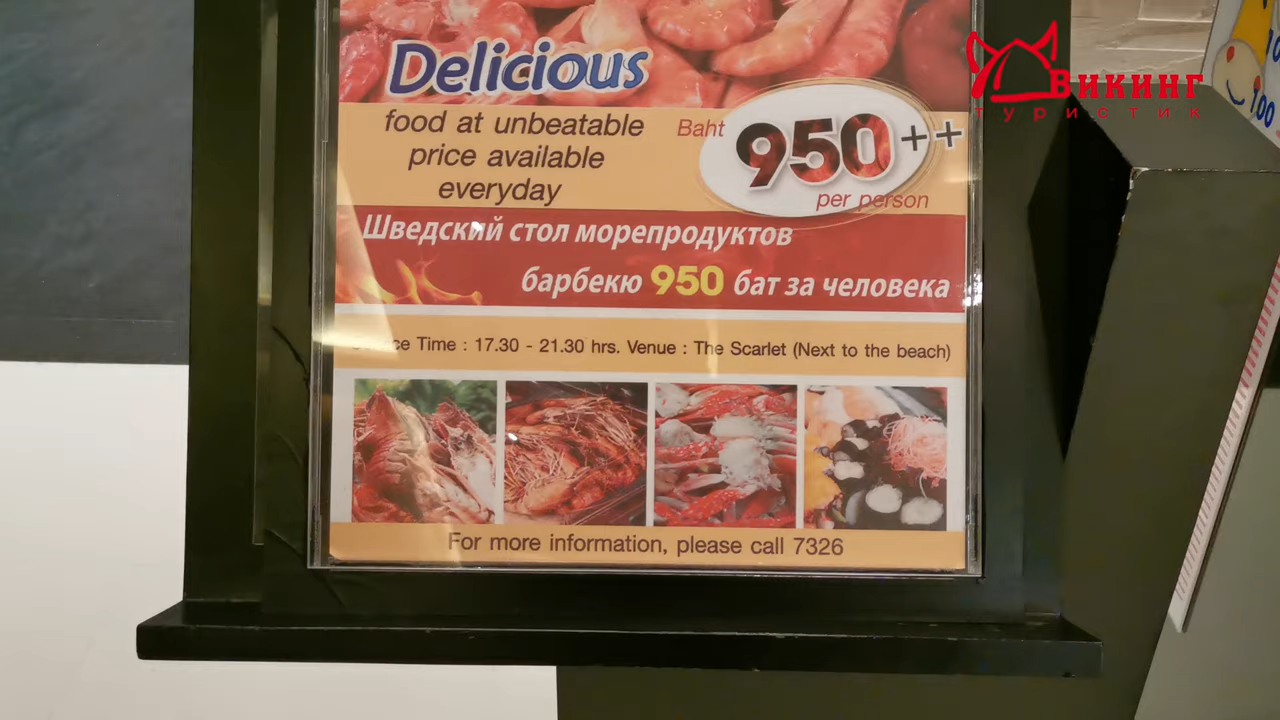 Delicious
food at unbeatable
price available
everyday
Baht 950++
per person
Шведский стол морепродуктов
барбекю 950 бат за человека
Time : 17.30 - 21.30 hrs. Venue : The Scarlet (Next to the beach)
For more information, please call 7326
Викинг
туристик